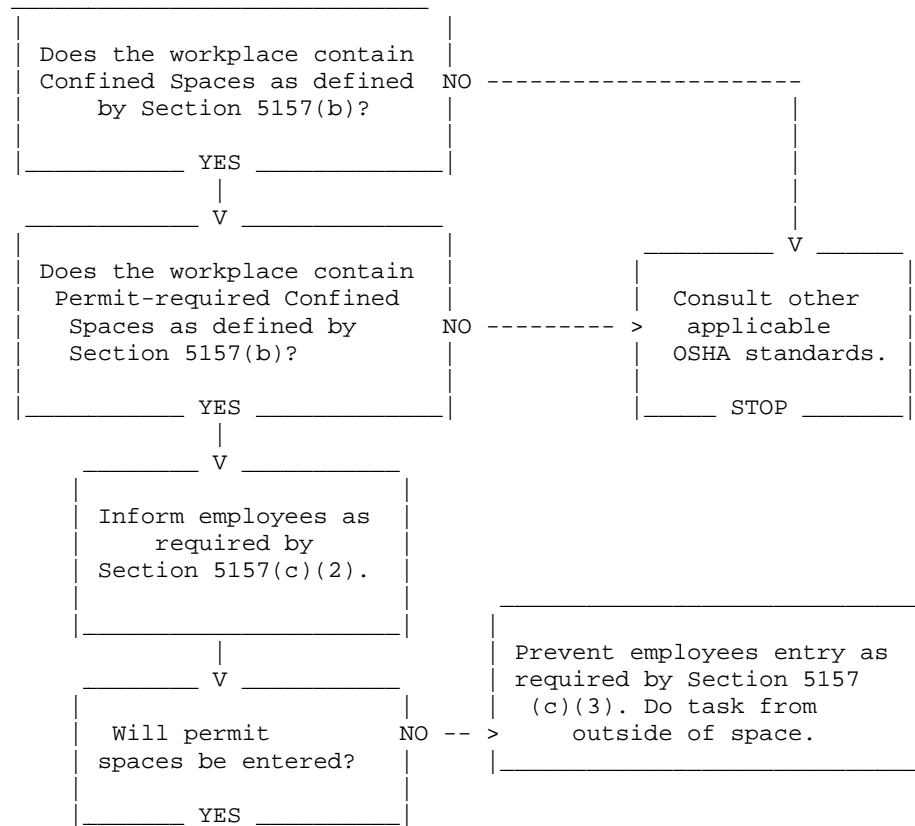 Does the workplace contain
Confined Spaces as defined
by Section 5157(b)?
NO
YES
V
V
Does the workplace contain
Permit-required Confined
Spaces as defined by
Section 5157(b)?
NO
>
Consult other
applicable
OSHA standards.
YES
STOP
V
Inform employees as
required by
Section 5157(c)(2).
V
Will permit
spaces be entered?
NO
>
Prevent employees entry as
required by Section 5157
(c)(3). Do task from
outside of space.
YES